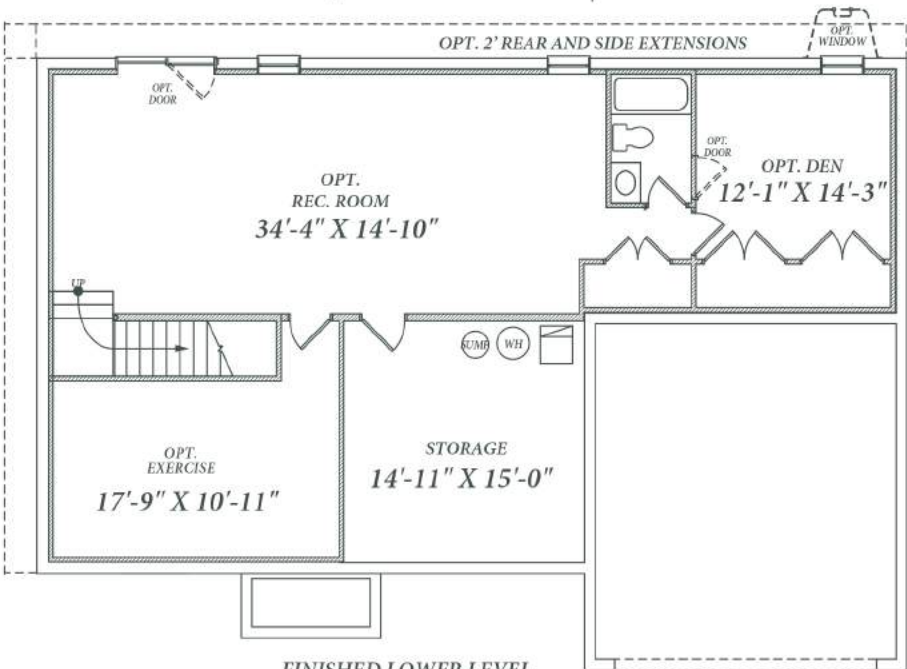 OPT. 2' REAR AND SIDE EXTENSIONS
OPT.
WINDOW
OPT.
DOOR
OPT.
REC. ROOM
34'-4" X 14'-10"
OPT.
DOOR
OPT. DEN
12'-1" X 14'-3"
UP
SUMP
WH
OPT.
EXERCISE
17'-9" X 10'-11"
STORAGE
14'-11" X 15'-0"
FINISHED LOWER LEVEL